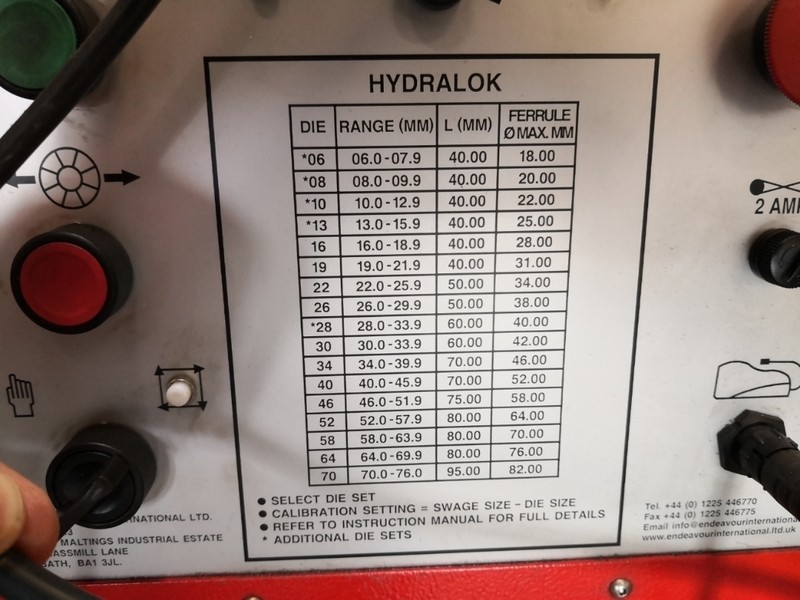 HYDRALOK
DIE RANGE (MM) L (MM) FERRULE Ø MAX. MM
*06 06.0-07.9 40.00 18.00
*08 08.0-09.9 40.00 20.00
*10 10.0-12.9 40.00 22.00
*13 13.0-15.9 40.00 25.00
16 16.0-18.9 40.00 28.00
19 19.0-21.9 40.00 31.00
22 22.0-25.9 50.00 34.00
26 26.0-29.9 50.00 38.00
*28 28.0-33.9 60.00 40.00
30 30.0-33.9 60.00 42.00
34 34.0-39.9 70.00 46.00
40 40.0-45.9 70.00 52.00
46 46.0-51.9 75.00 58.00
52 52.0-57.9 80.00 64.00
58 58.0-63.9 80.00 70.00
64 64.0-69.9 80.00 76.00
70 70.0-76.0 95.00 82.00
● SELECT DIE SET
● CALIBRATION SETTING = SWAGE SIZE - DIE SIZE
● REFER TO INSTRUCTION MANUAL FOR FULL DETAILS
* ADDITIONAL DIE SETS
2 AM
LTD.
MALTINGS INDUSTRIAL ESTATE
LANE
BA1 3JL.
Tel. +44 (0) 1225 446770
Fax +44 (0) 1225 446775
Email info@endeavourinternational
www.endeavourinternational.ltd.uk